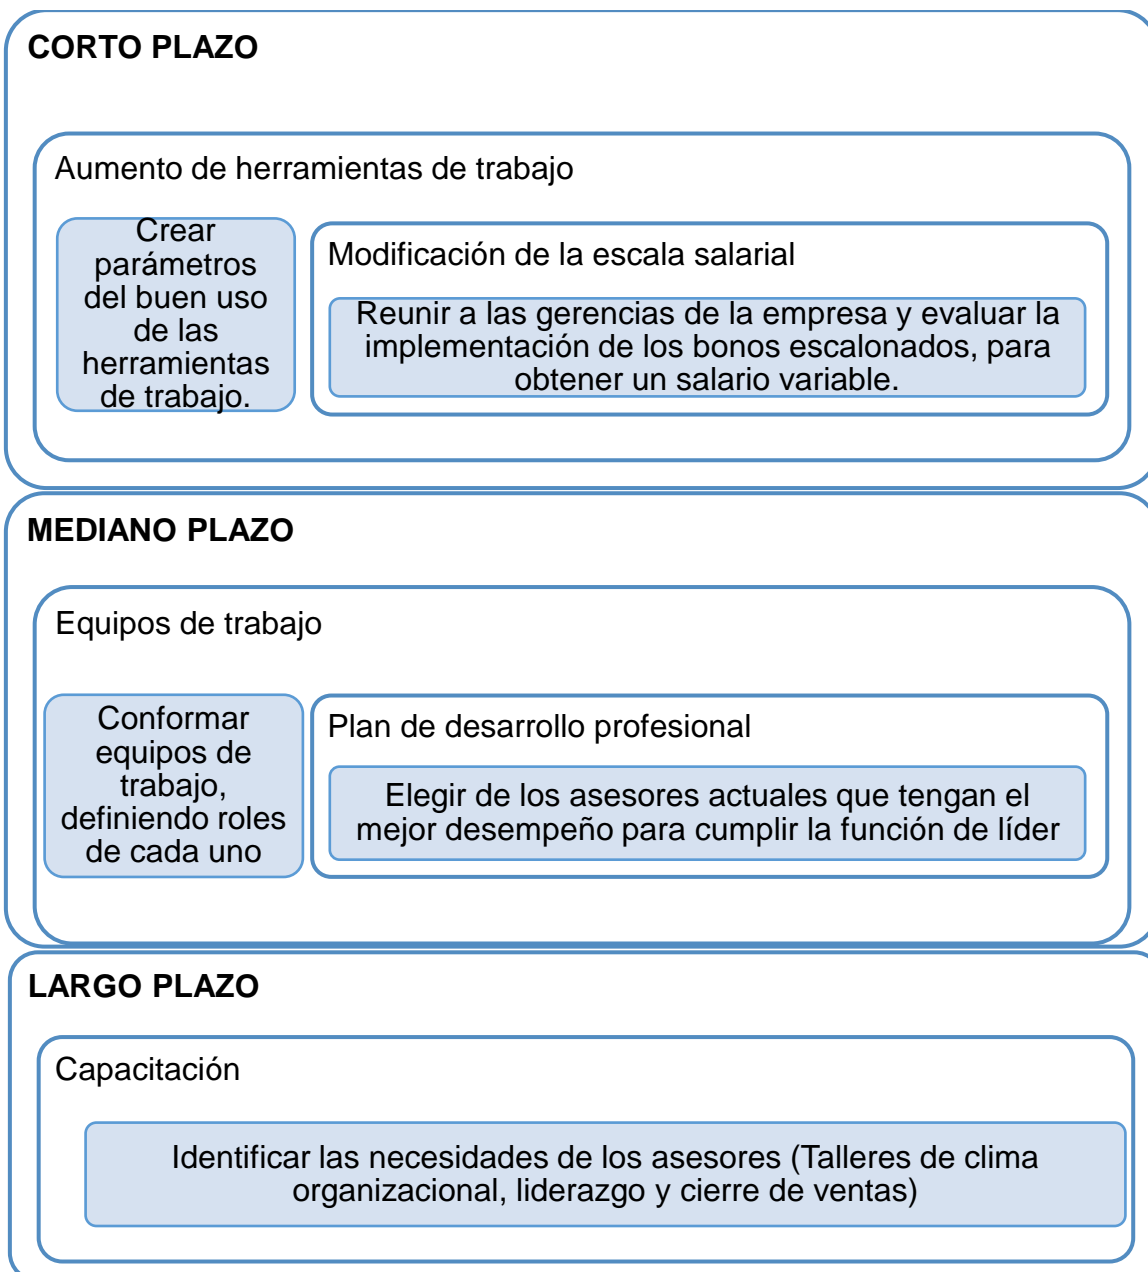 CORTO PLAZO
Aumento de herramientas de trabajo
Crear
parámetros
del buen uso
de las
herramientas
de trabajo.
Modificación de la escala salarial
Reunir a las gerencias de la empresa y evaluar la
implementación de los bonos escalonados, para
obtener un salario variable.
MEDIANO PLAZO
Equipos de trabajo
Conformar
equipos de
trabajo,
definiendo roles
de cada uno
Plan de desarrollo profesional
Elegir de los asesores actuales que tengan el
mejor desempeño para cumplir la función de líder
LARGO PLAZO
Capacitación
Identificar las necesidades de los asesores (Talleres de clima
organizacional, liderazgo y cierre de ventas)